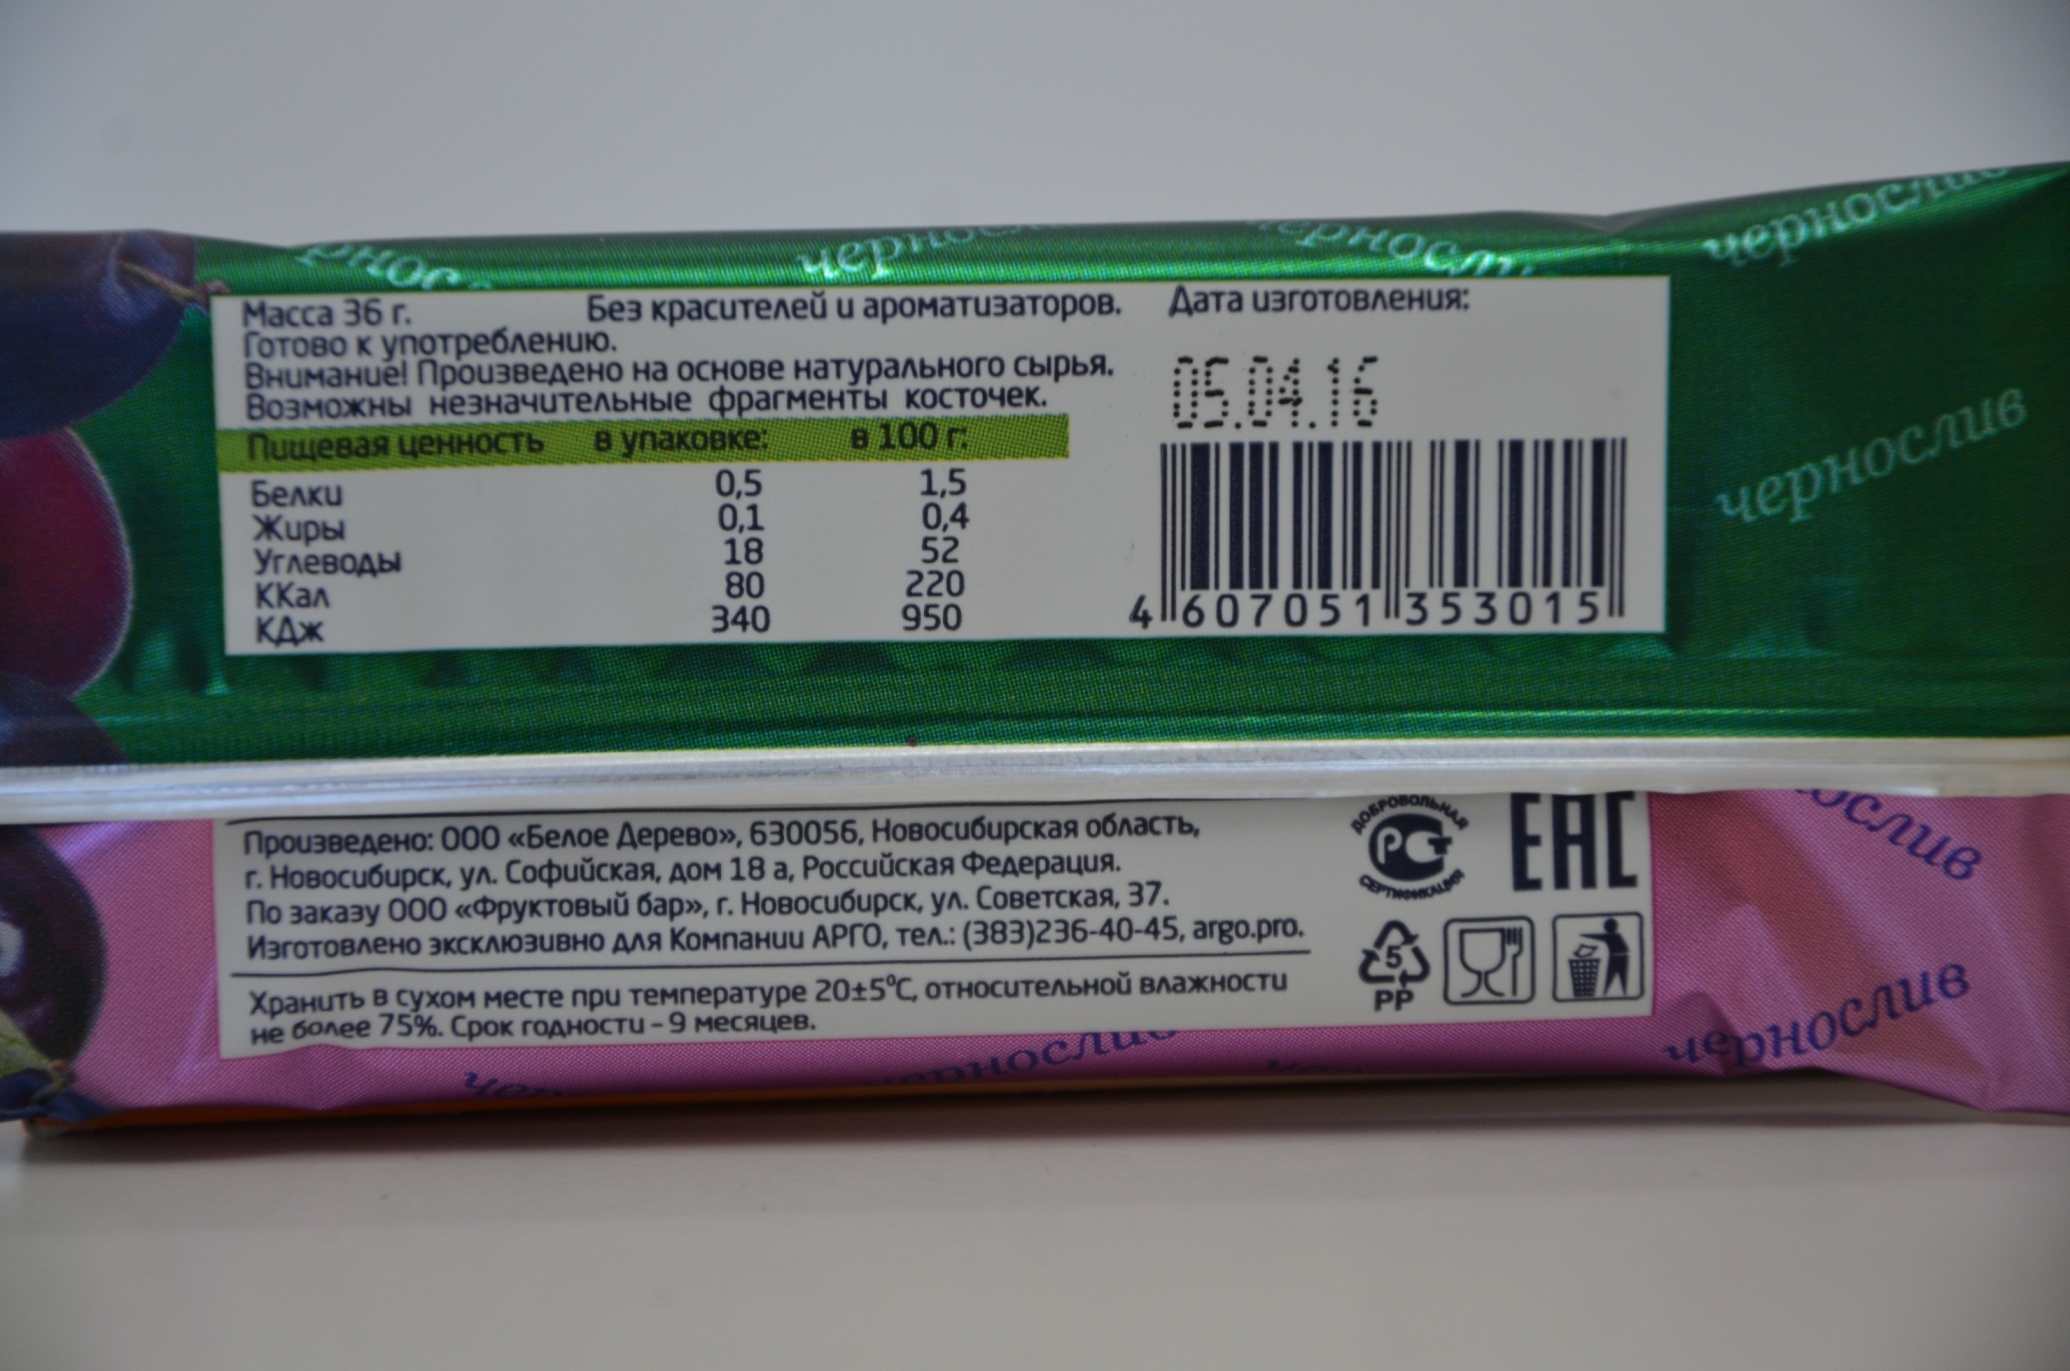 чернослив
Масса 36 г. Без красителей и ароматизаторов. Дата изготовления:
Готово к употреблению.
Внимание! Произведено на основе натурального сырья.
Возможны незначительные фрагменты косточек.
05.04.16
Пищевая ценность в упаковке: в 100 г:
Белки 0,5 1,5
Жиры 0,1 0,4
Углеводы 18 52
ККал 80 220
КДж 340 950
4 607051 353015
чернослив
Произведено: ООО «Белое Дерево», 630056, Новосибирская область,
г. Новосибирск, ул. Софийская, дом 18 а, Российская Федерация.
По заказу ООО «Фруктовый бар», г. Новосибирск, ул. Советская, 37.
Изготовлено эксклюзивно для Компании АРГО, тел.: (383)236-40-45, argo.pro.
Хранить в сухом месте при температуре 20±5°С, относительной влажности
не более 75%. Срок годности – 9 месяцев.
ДОБРОВОЛЬНАЯ
РСТ
СЕРТИФИКАЦИЯ
ЕАС
5
PP
чернослив
чернослив